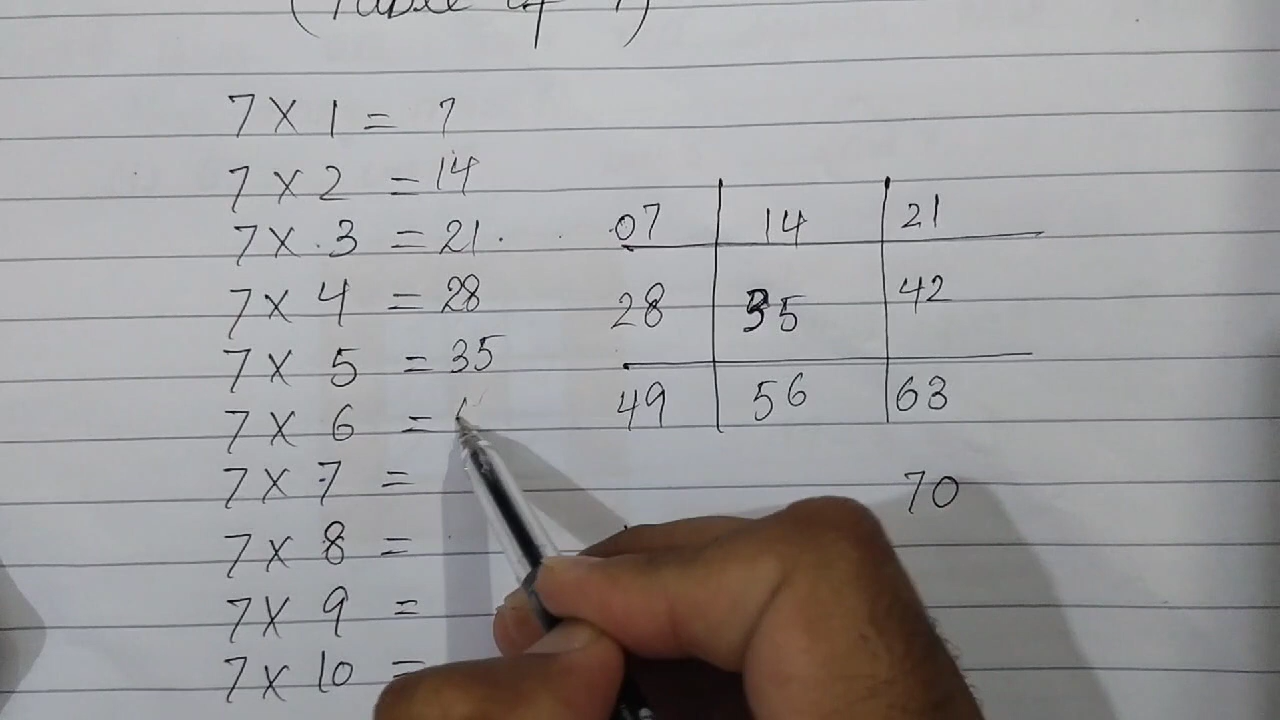 7 X 1 = 7
7 X 2 = 14
7 X 3 = 21
7 X 4 = 28
7 X 5 = 35
7 X 6 =
7 X 7 =
7 X 8 =
7 X 9 =
7 X 10 =
07 14 21
28 35 42
49 56 63
70